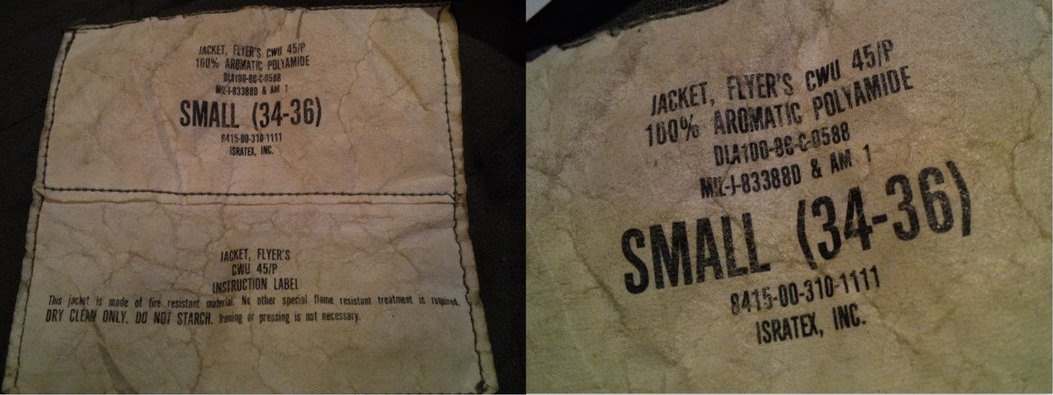 JACKET, FLYER'S CWU 45/P
100% AROMATIC POLYAMIDE
DLA100-86-C-0588
MIL-J-83388D & AM 1
SMALL (34-36)
8415-00-310-1111
ISRATEX, INC.
JACKET, FLYER'S
CWU 45/P
INSTRUCTION LABEL
This jacket is made of fire resistant material. No other special flame resistant treatment is required.
DRY CLEAN ONLY. DO NOT STARCH. Ironing or pressing is not necessary.
JACKET, FLYER'S CWU 45/P
100% AROMATIC POLYAMIDE
DLA100-86-C-0588
MIL-J-83388D & AM 1
SMALL (34-36)
8415-00-310-1111
ISRATEX, INC.